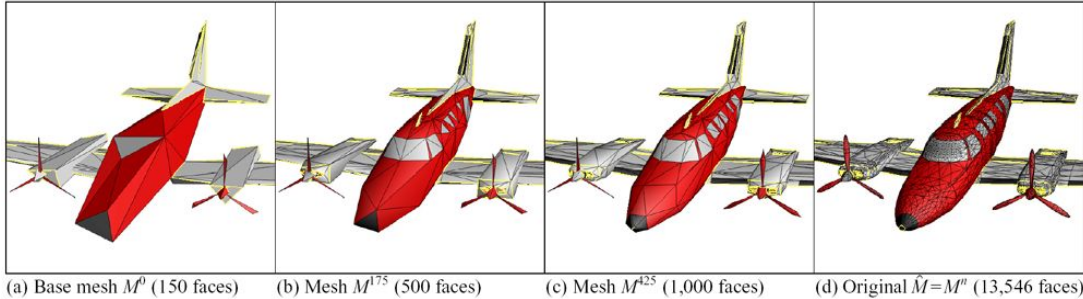 (a) Base mesh M⁰ (150 faces)
(b) Mesh M¹⁷⁵ (500 faces)
(c) Mesh M⁴²⁵ (1,000 faces)
(d) Original M̂=Mⁿ (13,546 faces)